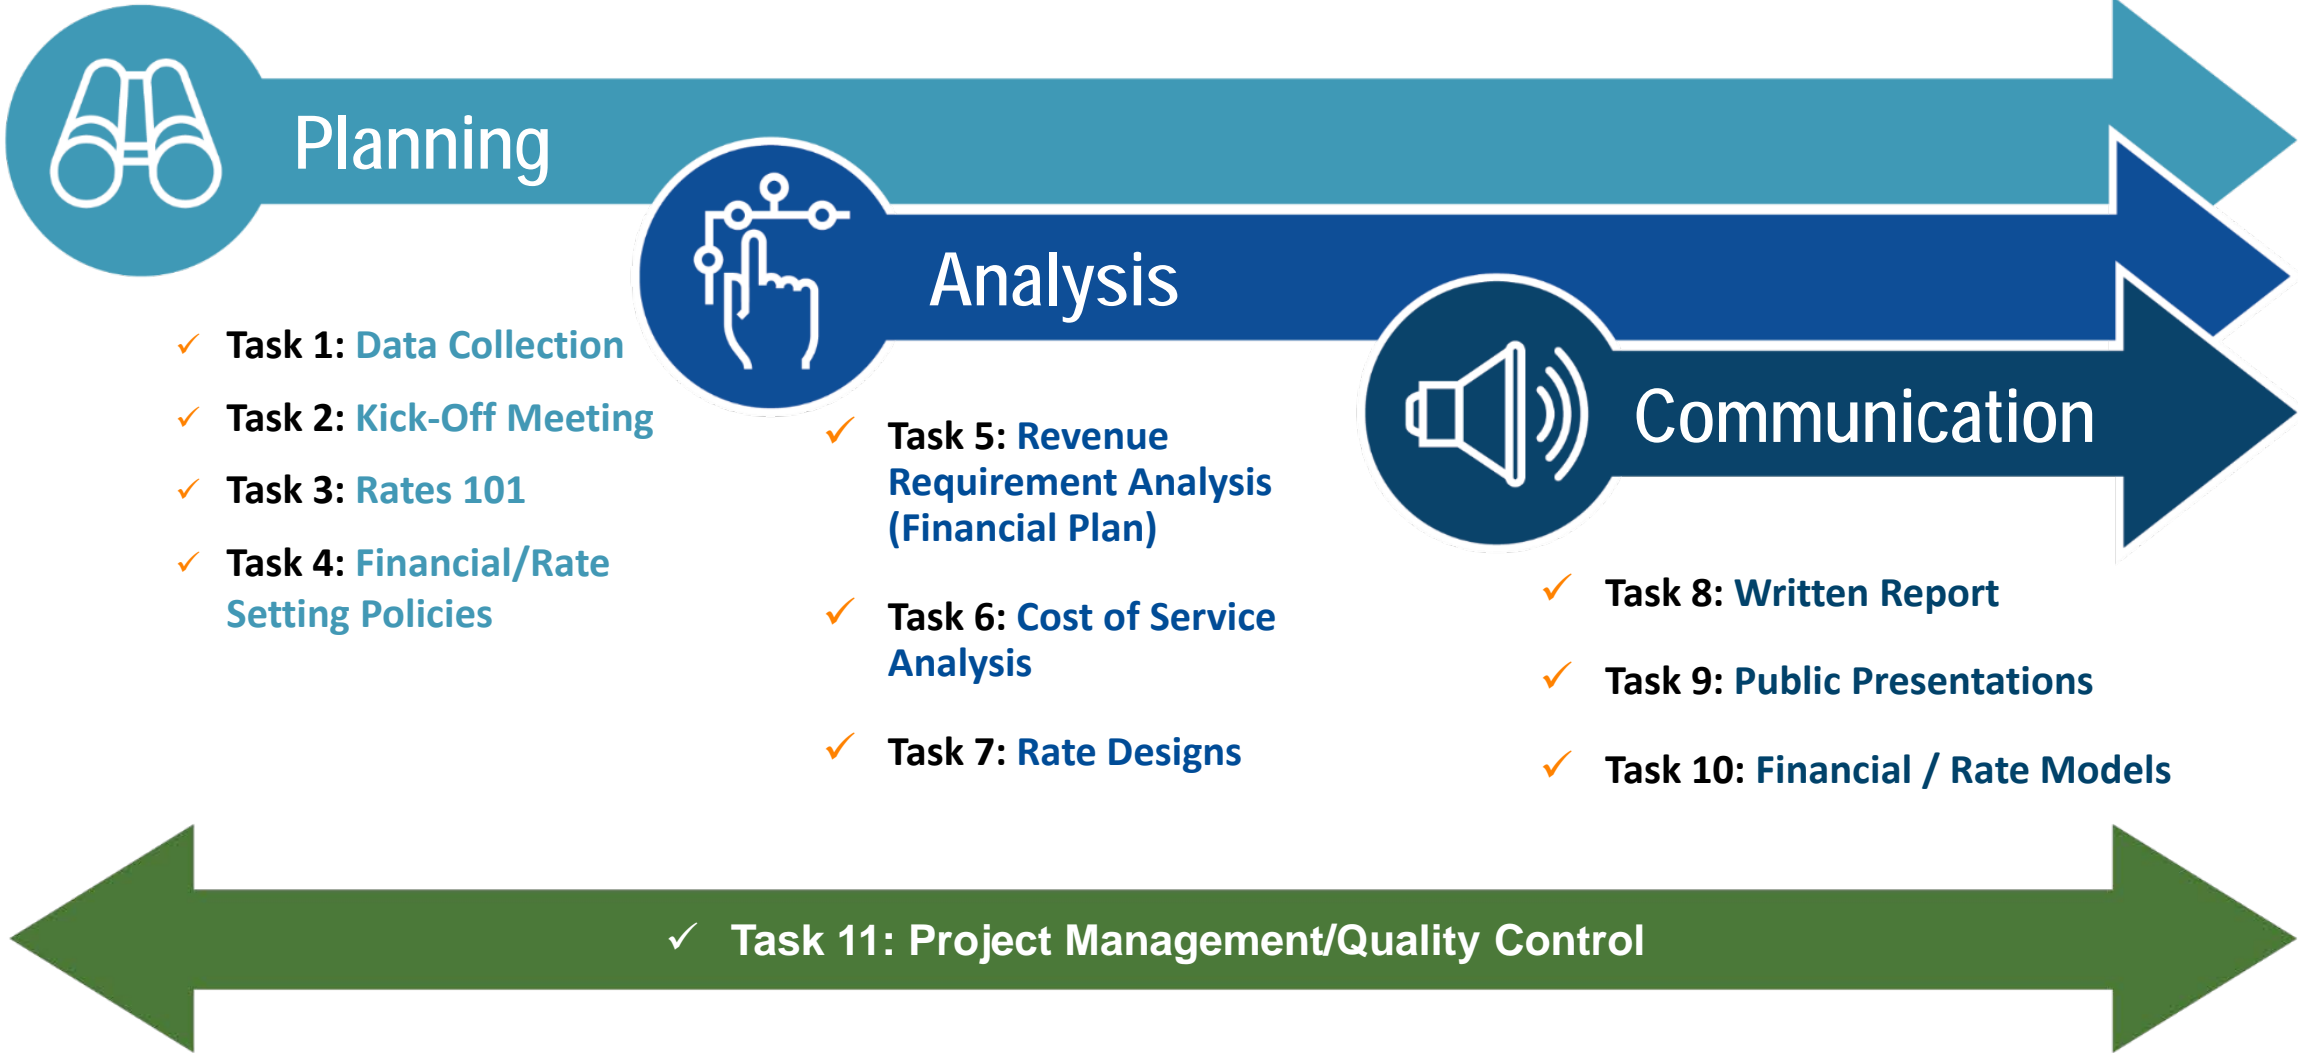 Planning
Task 1: Data Collection
Task 2: Kick-Off Meeting
Task 3: Rates 101
Task 4: Financial/Rate
Setting Policies
Analysis
Task 5: Revenue
Requirement Analysis
(Financial Plan)
Task 6: Cost of Service
Analysis
Task 7: Rate Designs
Communication
Task 8: Written Report
Task 9: Public Presentations
Task 10: Financial / Rate Models
Task 11: Project Management/Quality Control